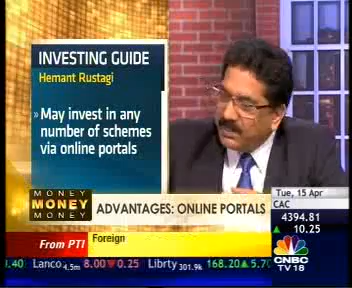 INVESTING GUIDE
Hemant Rustagi
» May invest in any
number of schemes
via online portals
MONEY
MONEY
MONEY
ADVANTAGES: ONLINE PORTALS
Tue, 15 Apr
CAC
4394.81
▲ 10.25
From PTI
Foreign
.40) Lanco 4.5m 8.00▼0.25 Librty 301.9k 168.20▲5.70
CNBC
TV18